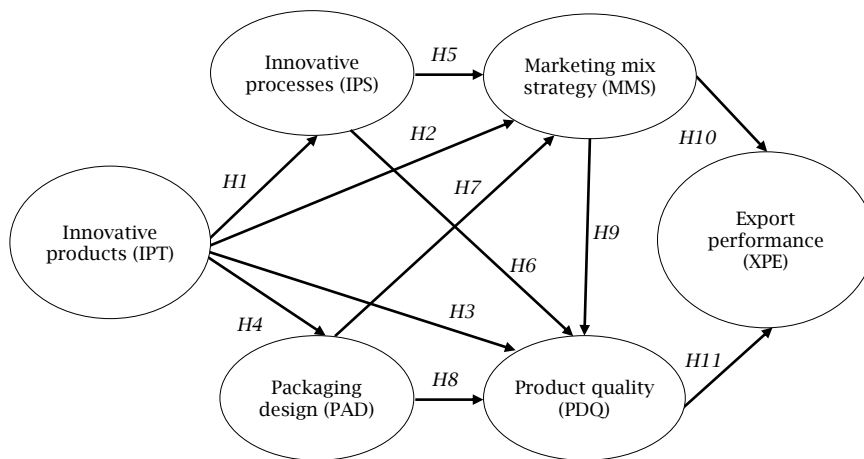 Innovative
processes (IPS)
H5
Marketing mix
strategy (MMS)
H2
H10
H1
H7
Innovative
products (IPT)
Export
performance
(XPE)
H9
H6
H3
H4
H11
Packaging
design (PAD)
H8
Product quality
(PDQ)